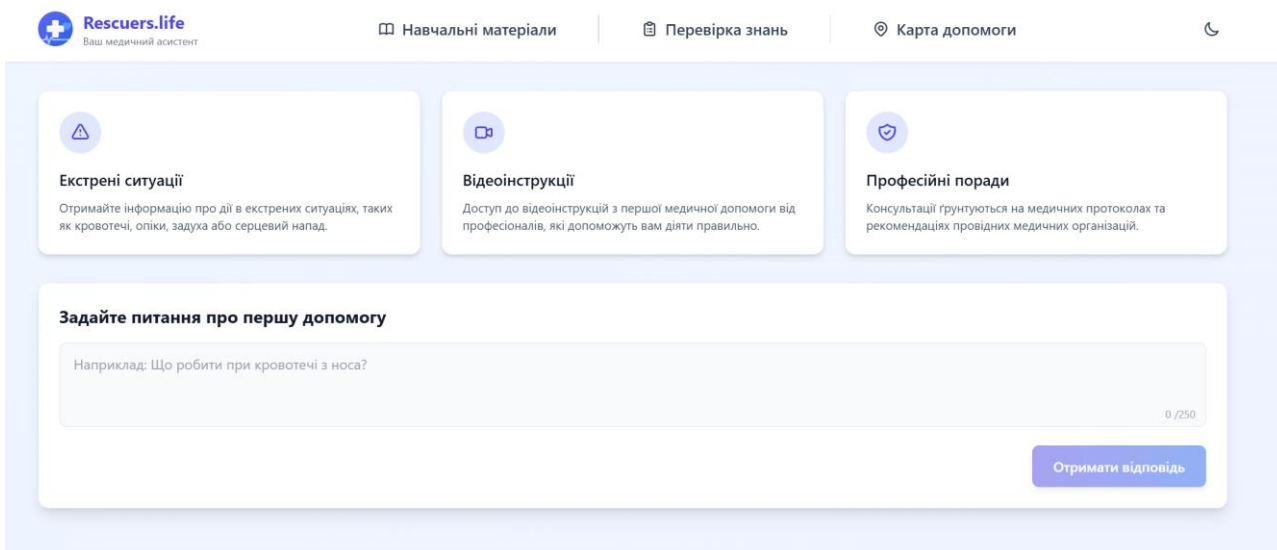 Rescuers.life
Ваш медичний асистент
Навчальні матеріали
Перевірка знань
Карта допомоги
Екстрені ситуації
Отримайте інформацію про дії в екстрених ситуаціях, таких
як кровотечі, опіки, задуха або серцевий напад.
Відеоінструкції
Доступ до відеоінструкцій з першої медичної допомоги від
професіоналів, які допоможуть вам діяти правильно.
Професійні поради
Консультації ґрунтуються на медичних протоколах та
рекомендаціях провідних медичних організацій.
Задайте питання про першу допомогу
Наприклад: Що робити при кровотечі з носа?
0 /250
Отримати відповідь